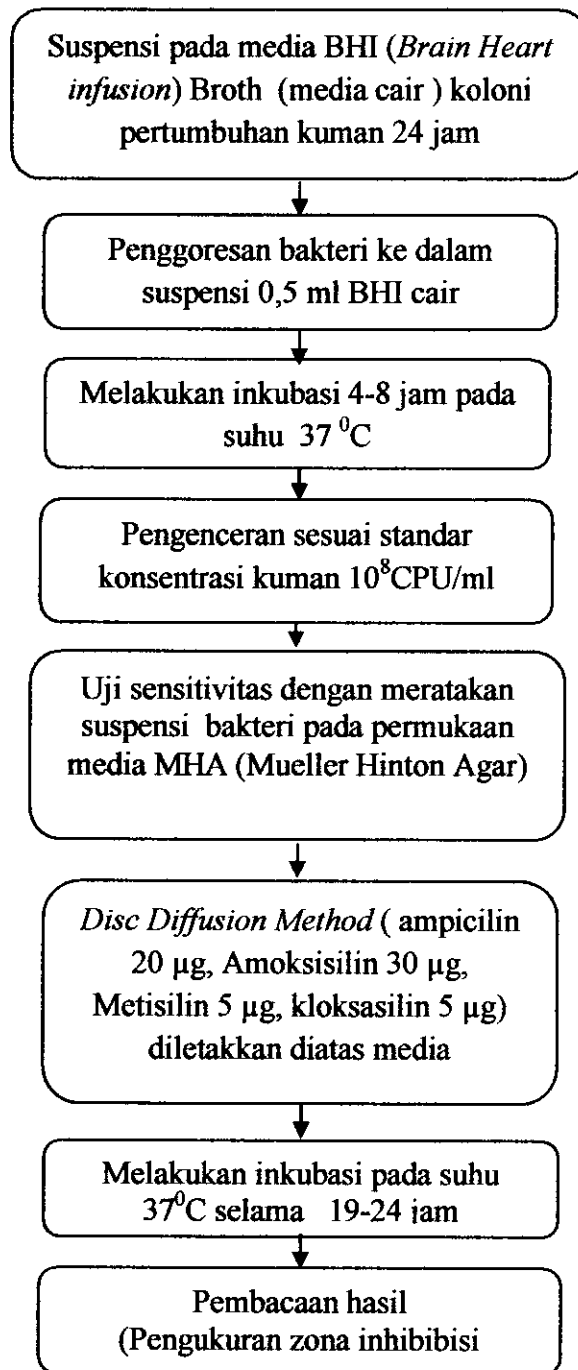 Suspensi pada media BHI (Brain Heart
infusion) Broth (media cair ) koloni
pertumbuhan kuman 24 jam
Penggoresan bakteri ke dalam
suspensi 0,5 ml BHI cair
Melakukan inkubasi 4-8 jam pada
suhu 37 ⁰C
Pengenceran sesuai standar
konsentrasi kuman 10⁸CPU/ml
Uji sensitivitas dengan meratakan
suspensi bakteri pada permukaan
media MHA (Mueller Hinton Agar)
Disc Diffusion Method ( ampicilin
20 µg, Amoksisilin 30 µg,
Metisilin 5 µg, kloksasilin 5 µg)
diletakkan diatas media
Melakukan inkubasi pada suhu
37⁰C selama 19-24 jam
Pembacaan hasil
(Pengukuran zona inhibibisi